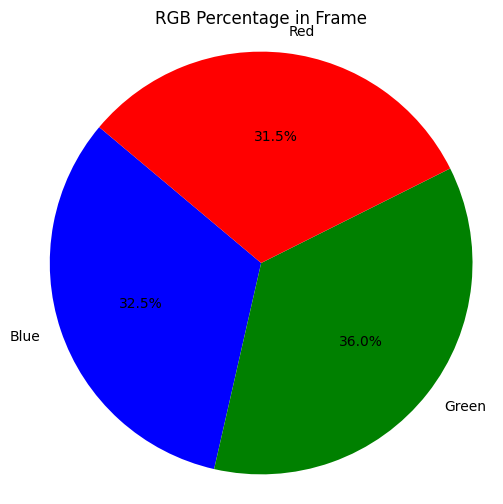 RGB Percentage in Frame
Red
31.5%
32.5%
Blue
36.0%
Green